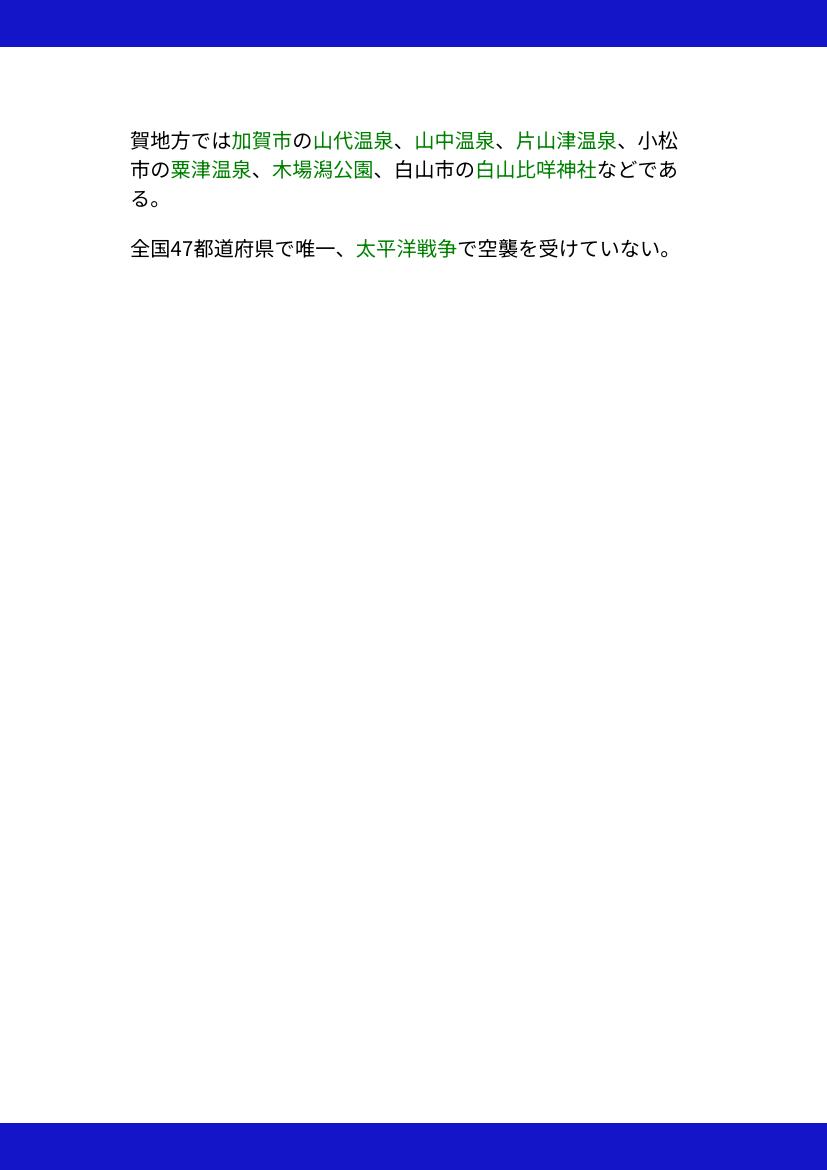 賀地方では加賀市の山代温泉、山中温泉、片山津温泉、小松
市の粟津温泉、木場潟公園、白山市の白山比咩神社などであ
る。
全国47都道府県で唯一、太平洋戦争で空襲を受けていない。